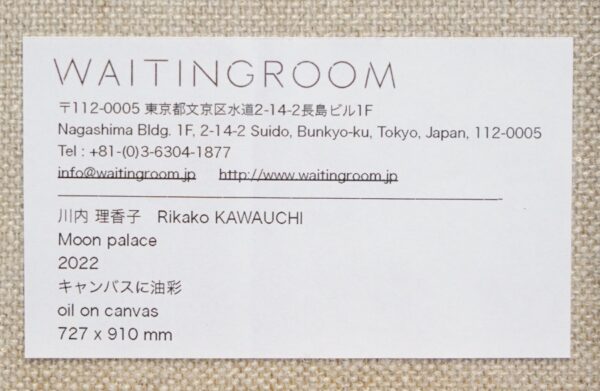 WAITINGROOM
〒112-0005 東京都文京区水道2-14-2長島ビル1F
Nagashima Bldg. 1F, 2-14-2 Suido, Bunkyo-ku, Tokyo, Japan, 112-0005
Tel : +81-(0)3-6304-1877
info@waitingroom.jp http://www.waitingroom.jp
川内 理香子 Rikako KAWAUCHI
Moon palace
2022
キャンバスに油彩
oil on canvas
727 x 910 mm